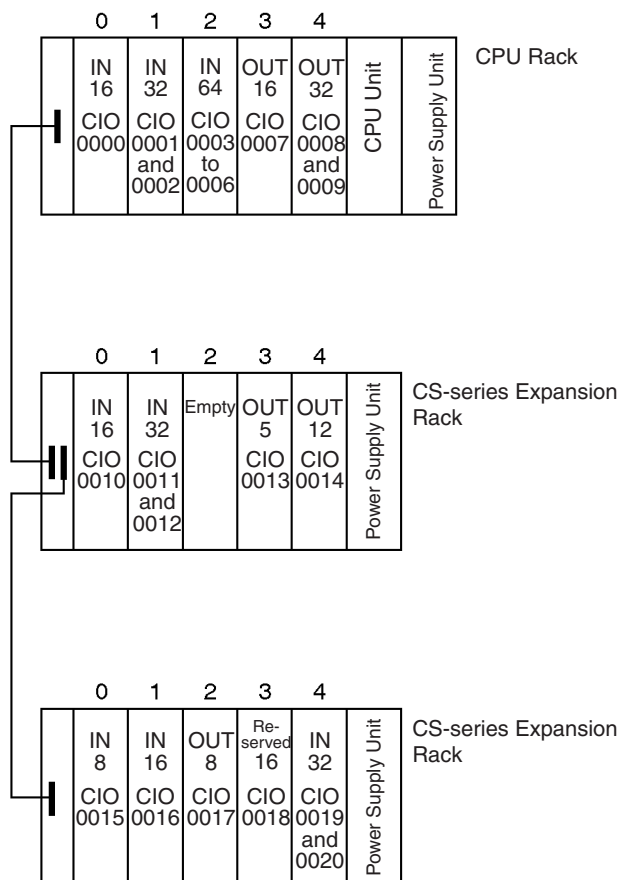 0 1 2 3 4
IN 16 CIO 0000
IN 32 CIO 0001 and 0002
IN 64 CIO 0003 to 0006
OUT 16 CIO 0007
OUT 32 CIO 0008 and 0009
CPU Unit
Power Supply Unit
CPU Rack
0 1 2 3 4
IN 16 CIO 0010
IN 32 CIO 0011 and 0012
Empty
OUT 5 CIO 0013
OUT 12 CIO 0014
Power Supply Unit
CS-series Expansion
Rack
0 1 2 3 4
IN 8 CIO 0015
IN 16 CIO 0016
OUT 8 CIO 0017
Re-
served
16 CIO 0018
IN 32 CIO 0019 and 0020
Power Supply Unit
CS-series Expansion
Rack